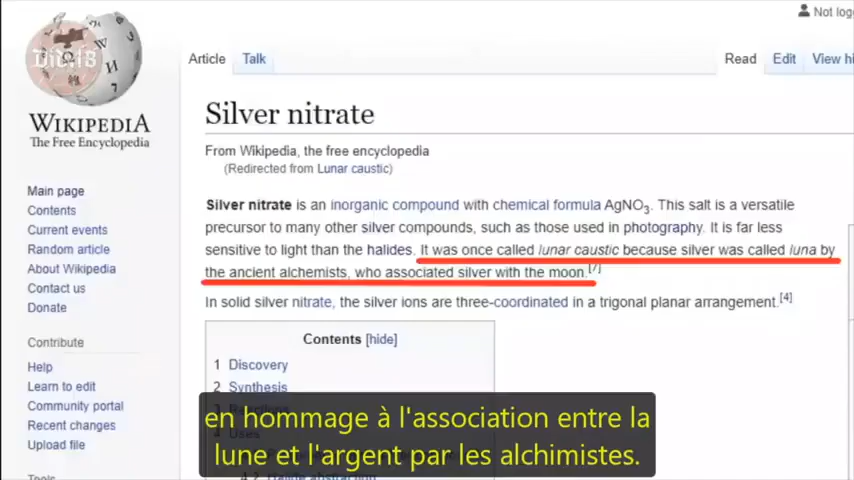 Not log
Did:18
WIKIPEDIA
The Free Encyclopedia
Article Talk Read Edit View hi
Silver nitrate
From Wikipedia, the free encyclopedia
(Redirected from Lunar caustic)
Silver nitrate is an inorganic compound with chemical formula AgNO3. This salt is a versatile
precursor to many other silver compounds, such as those used in photography. It is far less
sensitive to light than the halides. It was once called lunar caustic because silver was called luna by
the ancient alchemists, who associated silver with the moon.[7]
In solid silver nitrate, the silver ions are three-coordinated in a trigonal planar arrangement.[4]
Main page
Contents
Current events
Random article
About Wikipedia
Contact us
Donate
Contribute
Help
Learn to edit
Community portal
Recent changes
Upload file
Tools
Contents [hide]
1 Discovery
2 Synthesis
4 Uses
en hommage à l'association entre la
lune et l'argent par les alchimistes.